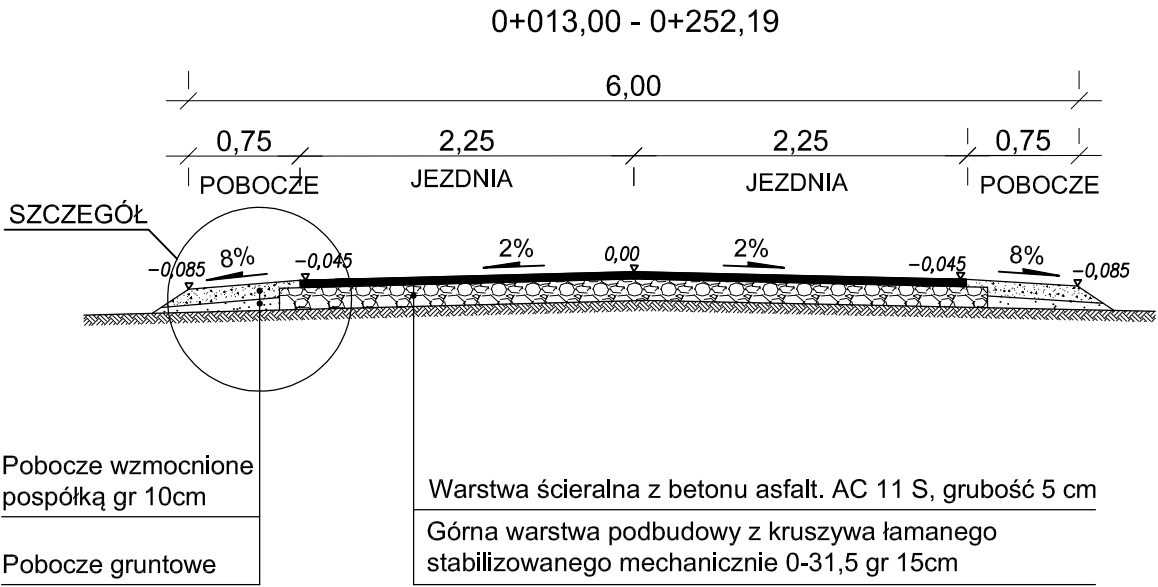 0+013,00 - 0+252,19
6,00
0,75 2,25 2,25 0,75
POBOCZE JEZDNIA JEZDNIA POBOCZE
SZCZEGÓŁ
8% 2% 0,00 2% 8%
-0,085 -0,045 -0,045 -0,085
Pobocze wzmocnione
pospółką gr 10cm
Pobocze gruntowe
Warstwa ścieralna z betonu asfalt. AC 11 S, grubość 5 cm
Górna warstwa podbudowy z kruszywa łamanego
stabilizowanego mechanicznie 0-31,5 gr 15cm